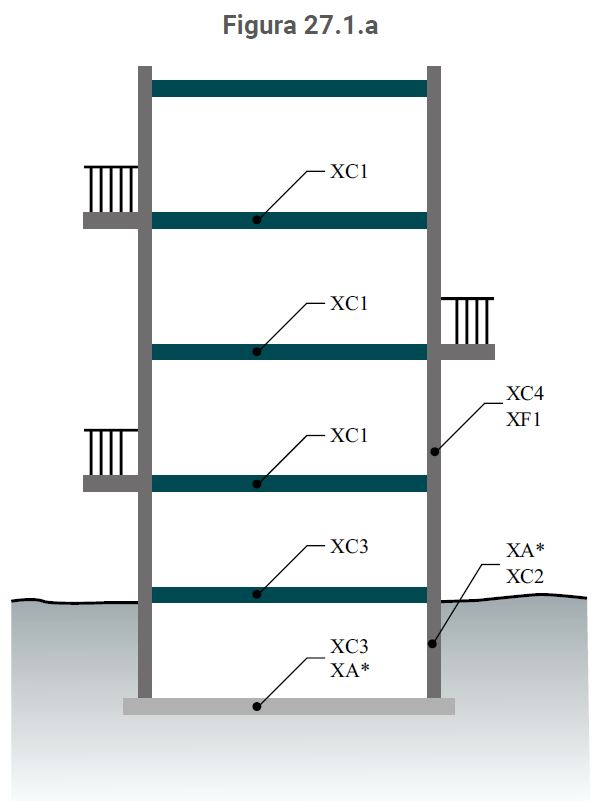 Figura 27.1.a
XC1
XC1
XC4
XF1
XC1
XC3
XA*
XC2
XC3
XA*